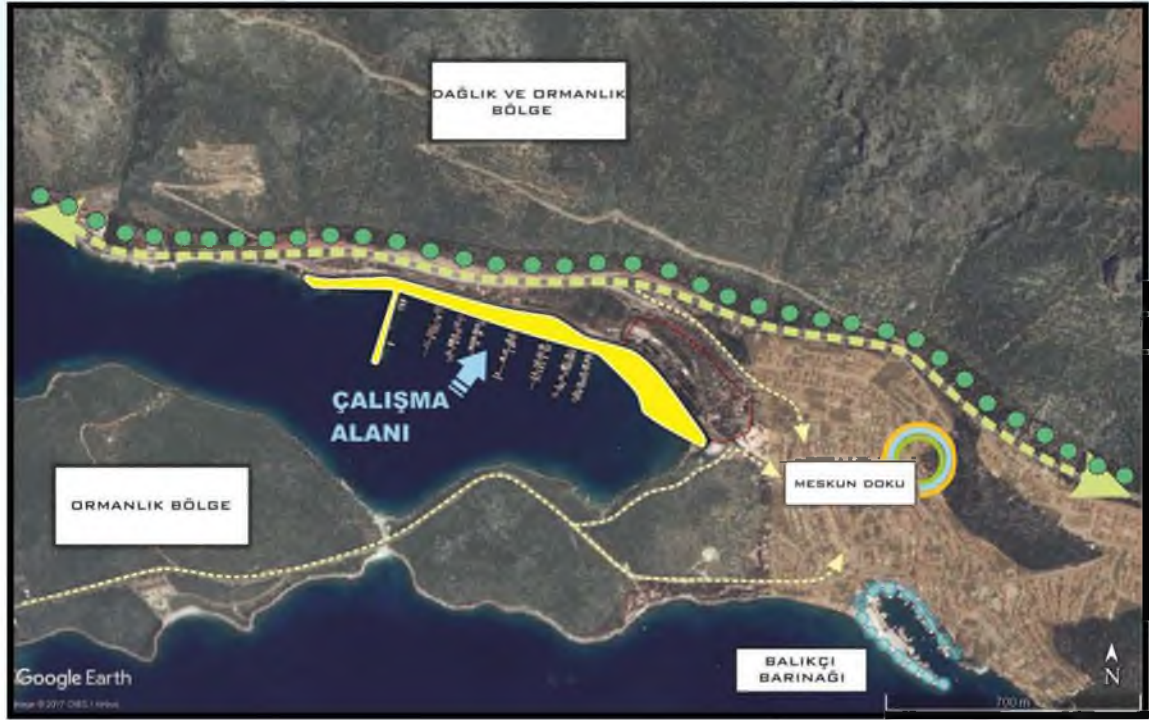 DAĞLIK VE ORMANLIK
BÖLGE
ÇALIŞMA
ALANI
ORMANLIK BÖLGE
MESKUN DOKU
BALIKÇI
BARINAĞI
N
Google Earth
700 m